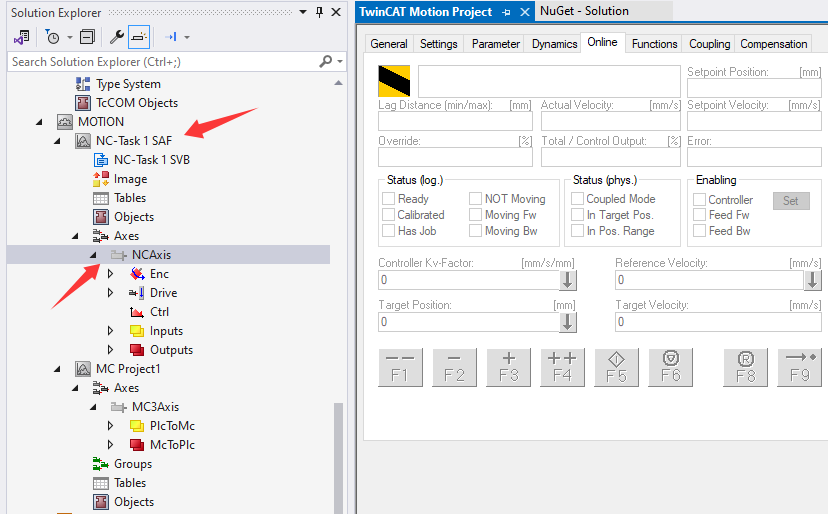 Solution Explorer
Search Solution Explorer (Ctrl+;)
Type System
TcCOM Objects
MOTION
NC-Task 1 SAF
NC-Task 1 SVB
Image
Tables
Objects
Axes
NCAxis
Enc
Drive
Ctrl
Inputs
Outputs
MC Project1
Axes
MC3Axis
PlcToMc
McToPlc
Groups
Tables
Objects
TwinCAT Motion Project
NuGet - Solution
General Settings Parameter Dynamics Online Functions Coupling Compensation
Setpoint Position: [mm]
Lag Distance (min/max): [mm] Actual Velocity: [mm/s] Setpoint Velocity: [mm/s]
Override: [%] Total / Control Output: [%] Error:
Status (log.) Status (phys.) Enabling
Ready NOT Moving Coupled Mode Controller Set
Calibrated Moving Fw In Target Pos. Feed Fw
Has Job Moving Bw In Pos. Range Feed Bw
Controller Kv-Factor: [mm/s/mm] Reference Velocity: [mm/s]
0 0
Target Position: [mm] Target Velocity: [mm/s]
0 0
-- - + ++ R
F1 F2 F3 F4 F5 F6 F8 F9